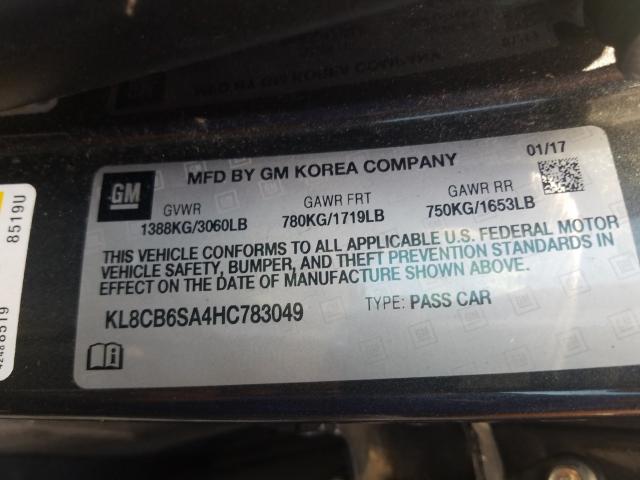 MFD BY GM KOREA COMPANY
01/17
GM
GVWR
1388KG/3060LB
GAWR FRT
780KG/1719LB
GAWR RR
750KG/1653LB
THIS VEHICLE CONFORMS TO ALL APPLICABLE U.S. FEDERAL MOTOR
VEHICLE SAFETY, BUMPER, AND THEFT PREVENTION STANDARDS IN
EFFECT ON THE DATE OF MANUFACTURE SHOWN ABOVE.
KL8CB6SA4HC783049
TYPE: PASS CAR
8519U
42488519